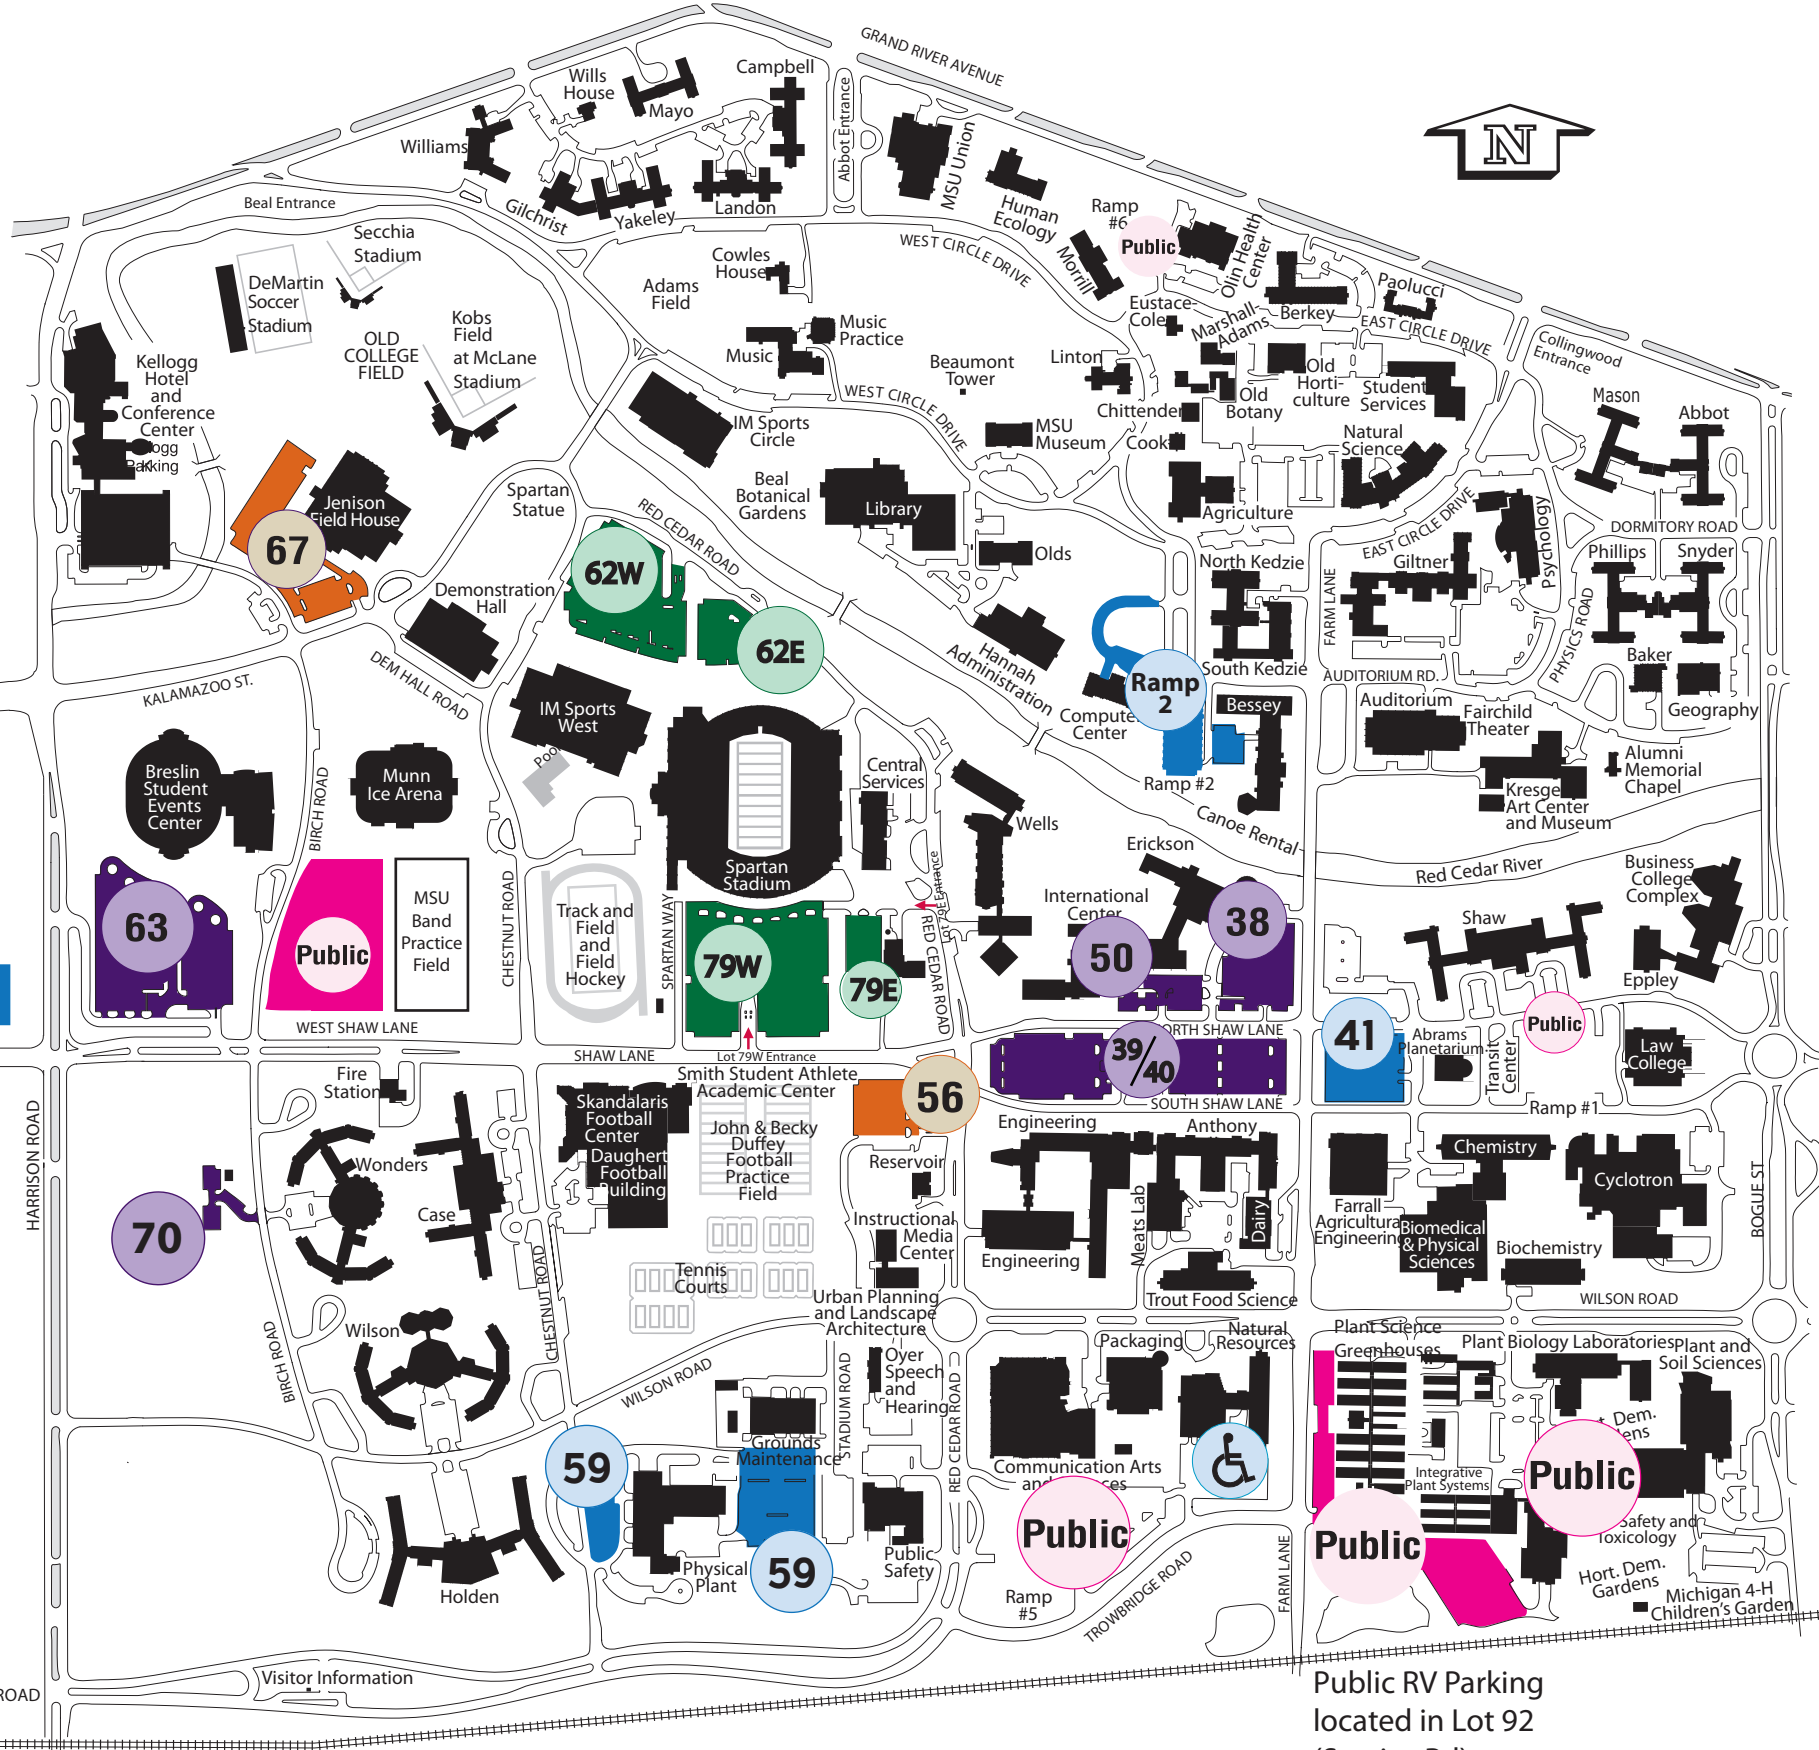 GRAND RIVER AVENUE
Wills
House
Mayo
Campbell
Abbot Entrance
Williams
MSU Union
N
Human
Ecology
Beal Entrance
Gilchrist
Yakeley
Landon
Ramp
#6
Public
Olin Health
Center
Morrill
WEST CIRCLE DRIVE
Secchia
Stadium
Cowles
House
Adams
Field
DeMartin
Soccer
Stadium
Paolucci
Berkey
Eustace-
Cole
Marshall-
Adams
EAST CIRCLE DRIVE
Collingwood
Entrance
Kobs
Field
at McLane
Stadium
OLD
COLLEGE
FIELD
Music
Practice
Music
Beaumont
Tower
Linton
Old
Horti-
culture
Student
Services
Kellogg
Hotel
and
Conference
Center
WEST CIRCLE DRIVE
Chittenden
Old
Botany
Mason
Abbot
IM Sports
Circle
MSU
Museum
Cook
Natural
Science
Parking
Beal
Botanical
Gardens
Library
Agriculture
Jenison
Field House
Spartan
Statue
RED CEDAR ROAD
EAST CIRCLE DRIVE
Psychology
DORMITORY ROAD
67
62W
Olds
North Kedzie
Giltner
Phillips
Snyder
Demonstration
Hall
FARM LANE
PHYSICS ROAD
62E
Hannah
Administration
South Kedzie
Baker
AUDITORIUM RD.
KALAMAZOO ST.
DEM HALL ROAD
Ramp
2
Bessey
Auditorium
Fairchild
Theater
Geography
IM Sports
West
Pool
Computer
Center
Central
Services
Alumni
Memorial
Chapel
Breslin
Student
Events
Center
BIRCH ROAD
Munn
Ice Arena
Ramp #2
Kresge
Art Center
and Museum
Canoe Rental
Wells
Erickson
Red Cedar River
Business
College
Complex
Spartan
Stadium
Lot 79E Entrance
International
Center
63
Public
MSU
Band
Practice
Field
CHESTNUT ROAD
Track and
Field
and
Field
Hockey
SPARTAN WAY
79W
79E
RED CEDAR ROAD
50
38
Shaw
Eppley
WEST SHAW LANE
NORTH SHAW LANE
41
Public
SHAW LANE
Lot 79W Entrance
39/40
Abrams
Planetarium
Transit
Center
Law
College
Fire
Station
Smith Student Athlete
Academic Center
56
SOUTH SHAW LANE
Ramp #1
HARRISON ROAD
Skandalaris
Football
Center
Daugherty
Football
Building
John & Becky
Duffey
Football
Practice
Field
Engineering
Anthony
Chemistry
Cyclotron
Wonders
Reservoir
Case
Meats Lab
Dairy
Farrall
Agricultural
Engineering
Biomedical
& Physical
Sciences
BOGUE ST
70
Instructional
Media
Center
Engineering
Biochemistry
CHESTNUT ROAD
Tennis
Courts
Urban Planning
and Landscape
Architecture
Trout Food Science
WILSON ROAD
Wilson
BIRCH ROAD
WILSON ROAD
STADIUM ROAD
Oyer
Speech
and
Hearing
RED CEDAR ROAD
Packaging
Natural
Resources
Plant Science
Greenhouses
Plant Biology Laboratories
Plant and
Soil Sciences
59
Grounds
Maintenance
Communication Arts
and
Dem.
Integrative
Plant Systems
Public
Public
Public
Safety and
Toxicology
59
Physical
Plant
Public
Safety
Holden
Ramp
#5
TROWBRIDGE ROAD
FARM LANE
Hort. Dem.
Gardens
Michigan 4-H
Children's Garden
Visitor Information
ROAD
Public RV Parking
located in Lot 92